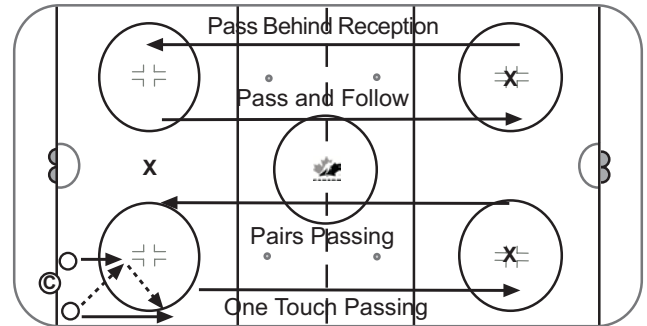 Pass Behind Reception
X
Pass and Follow
X
Pairs Passing
X
C
One Touch Passing